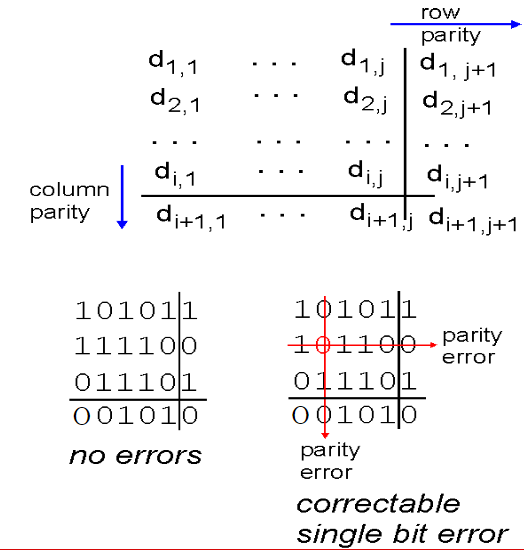 row
parity
d1,1 . . . d1,j d1, j+1
d2,1 . . . d2,j d2,j+1
. . . . . . . . . . . .
column
parity
di,1 . . . di,j di,j+1
di+1,1 . . . di+1,j di+1,j+1
101011
111100
011101
001010
no errors
101011
101100
011101
001010
parity
error
parity
error
correctable
single bit error